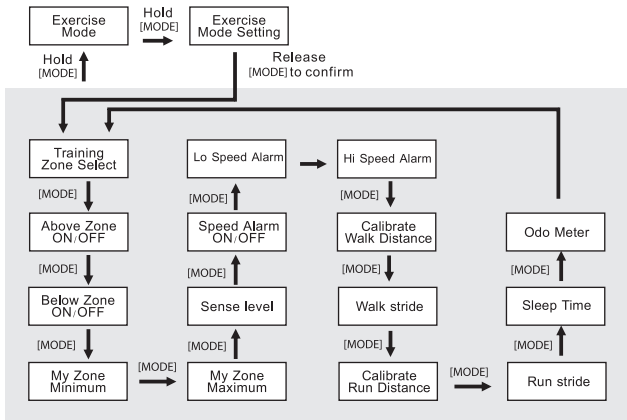 Exercise
Mode
Hold
[MODE]
Exercise
Mode Setting
Hold
[MODE]
Release
[MODE] to confirm
Training
Zone Select
[MODE]
Above Zone
ON/OFF
[MODE]
Below Zone
ON/OFF
[MODE]
My Zone
Minimum
[MODE]
My Zone
Maximum
[MODE]
Sense level
[MODE]
Speed Alarm
ON/OFF
[MODE]
Lo Speed Alarm
Hi Speed Alarm
[MODE]
Calibrate
Walk Distance
[MODE]
Walk stride
[MODE]
Calibrate
Run Distance
[MODE]
Run stride
[MODE]
Sleep Time
[MODE]
Odo Meter